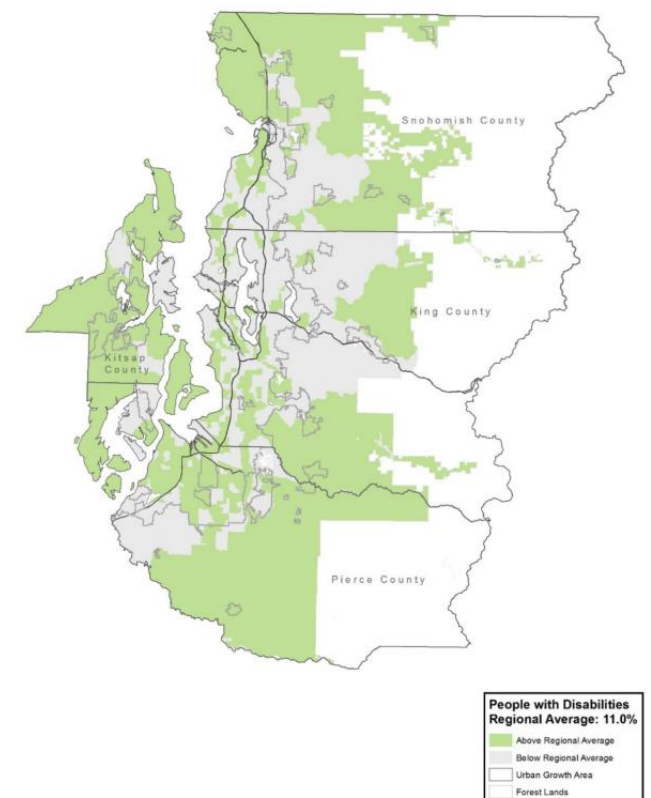 Snohomish County
King County
Kitsap
County
Pierce County
People with Disabilities
Regional Average: 11.0%
Above Regional Average
Below Regional Average
Urban Growth Area
Forest Lands